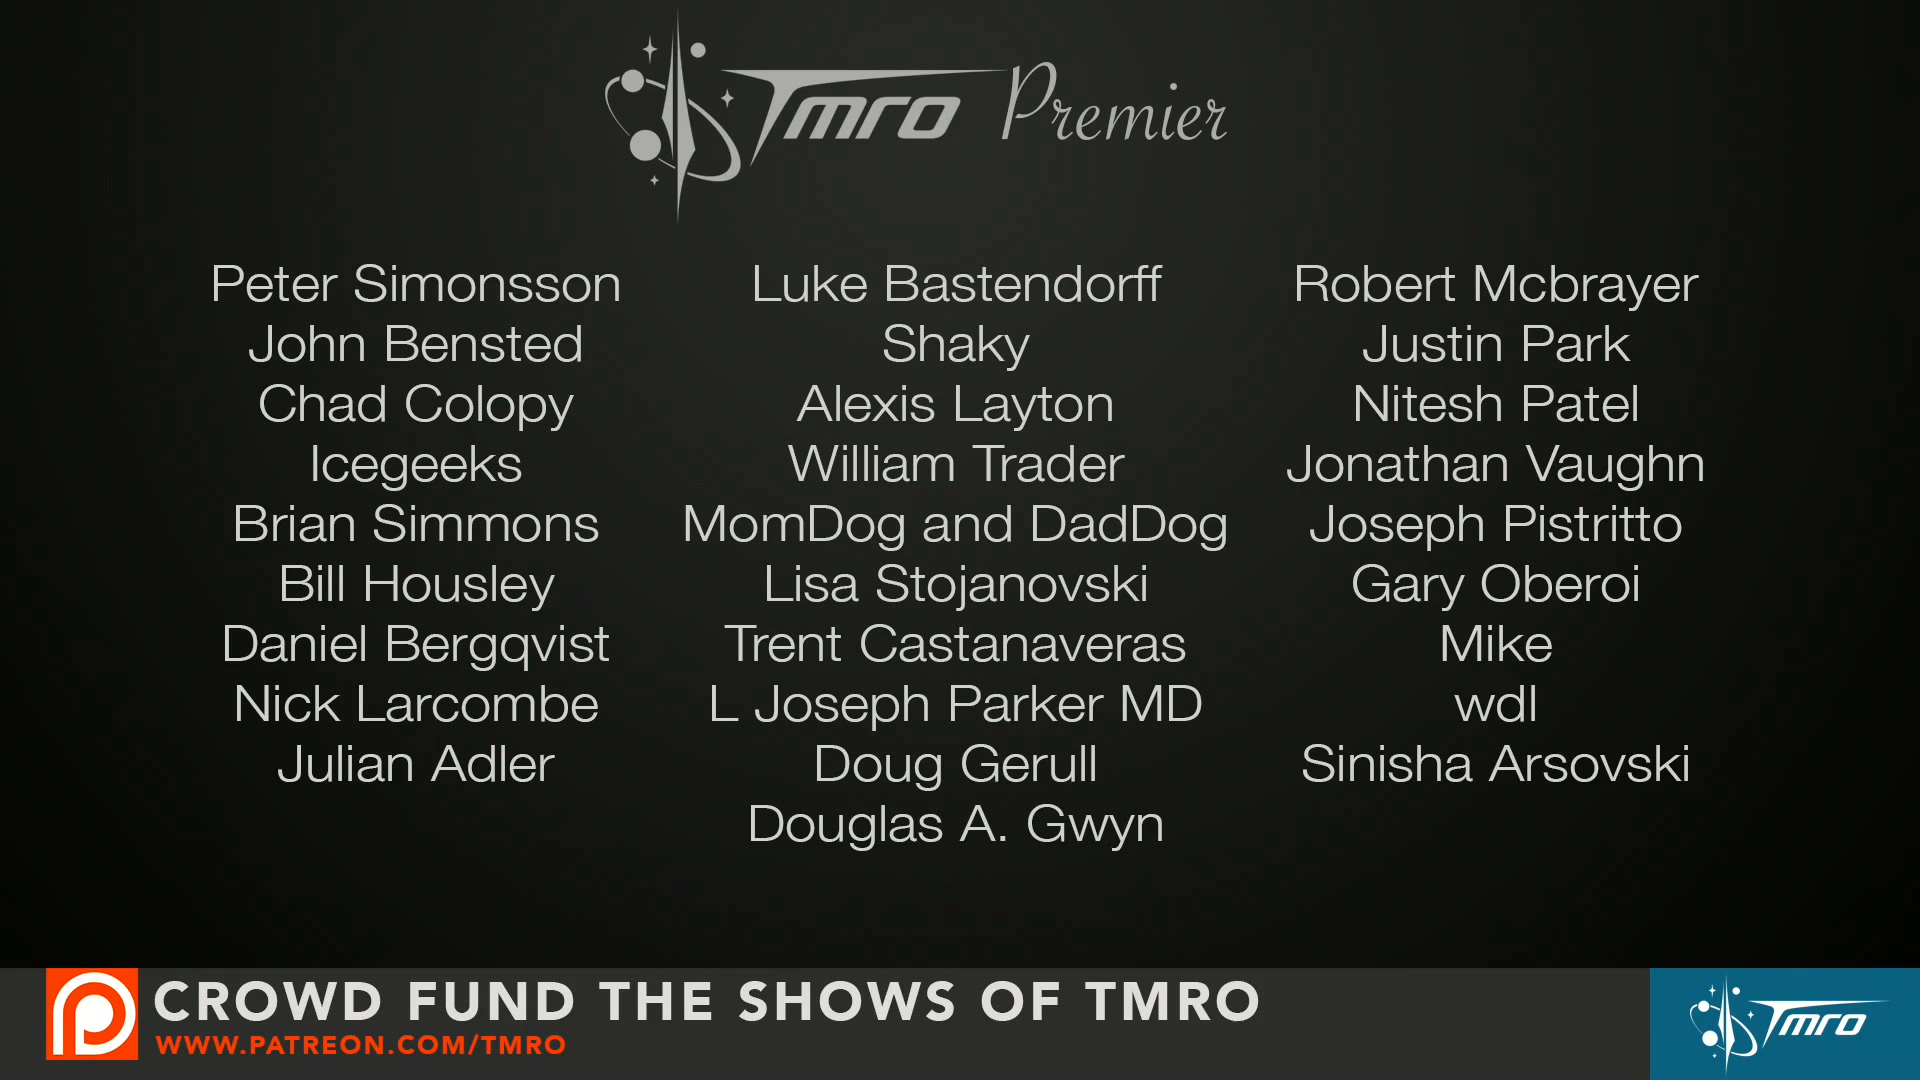 Tmro Premier
Peter Simonsson
John Bensted
Chad Colopy
Icegeeks
Brian Simmons
Bill Housley
Daniel Bergqvist
Nick Larcombe
Julian Adler
Luke Bastendorff
Shaky
Alexis Layton
William Trader
MomDog and DadDog
Lisa Stojanovski
Trent Castanaveras
L Joseph Parker MD
Doug Gerull
Douglas A. Gwyn
Robert Mcbrayer
Justin Park
Nitesh Patel
Jonathan Vaughn
Joseph Pistritto
Gary Oberoi
Mike
wdl
Sinisha Arsovski
CROWD FUND THE SHOWS OF TMRO
WWW.PATREON.COM/TMRO
Tmro